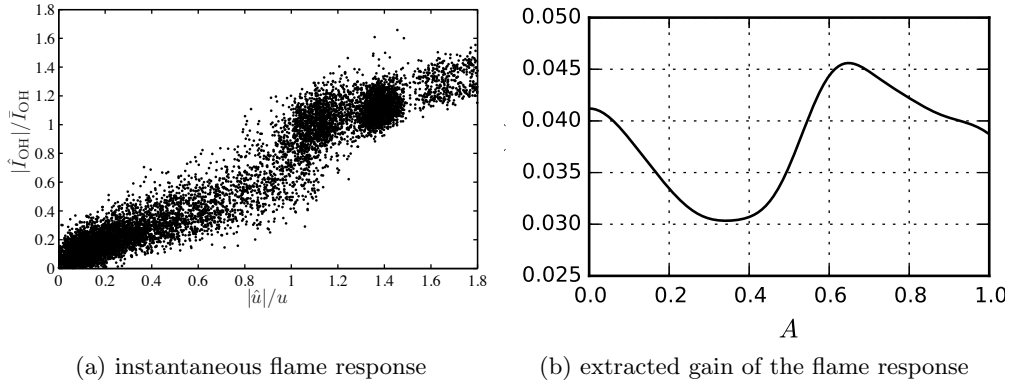 1.8
1.6
1.4
1.2
1
0.8
0.6
0.4
0.2
0
|Î_OH|/Ī_OH
0 0.2 0.4 0.6 0.8 1 1.2 1.4 1.6 1.8
|û|/u
(a) instantaneous flame response
0.050
0.045
0.040
0.035
0.030
0.025
0.0 0.2 0.4 0.6 0.8 1.0
A
(b) extracted gain of the flame response